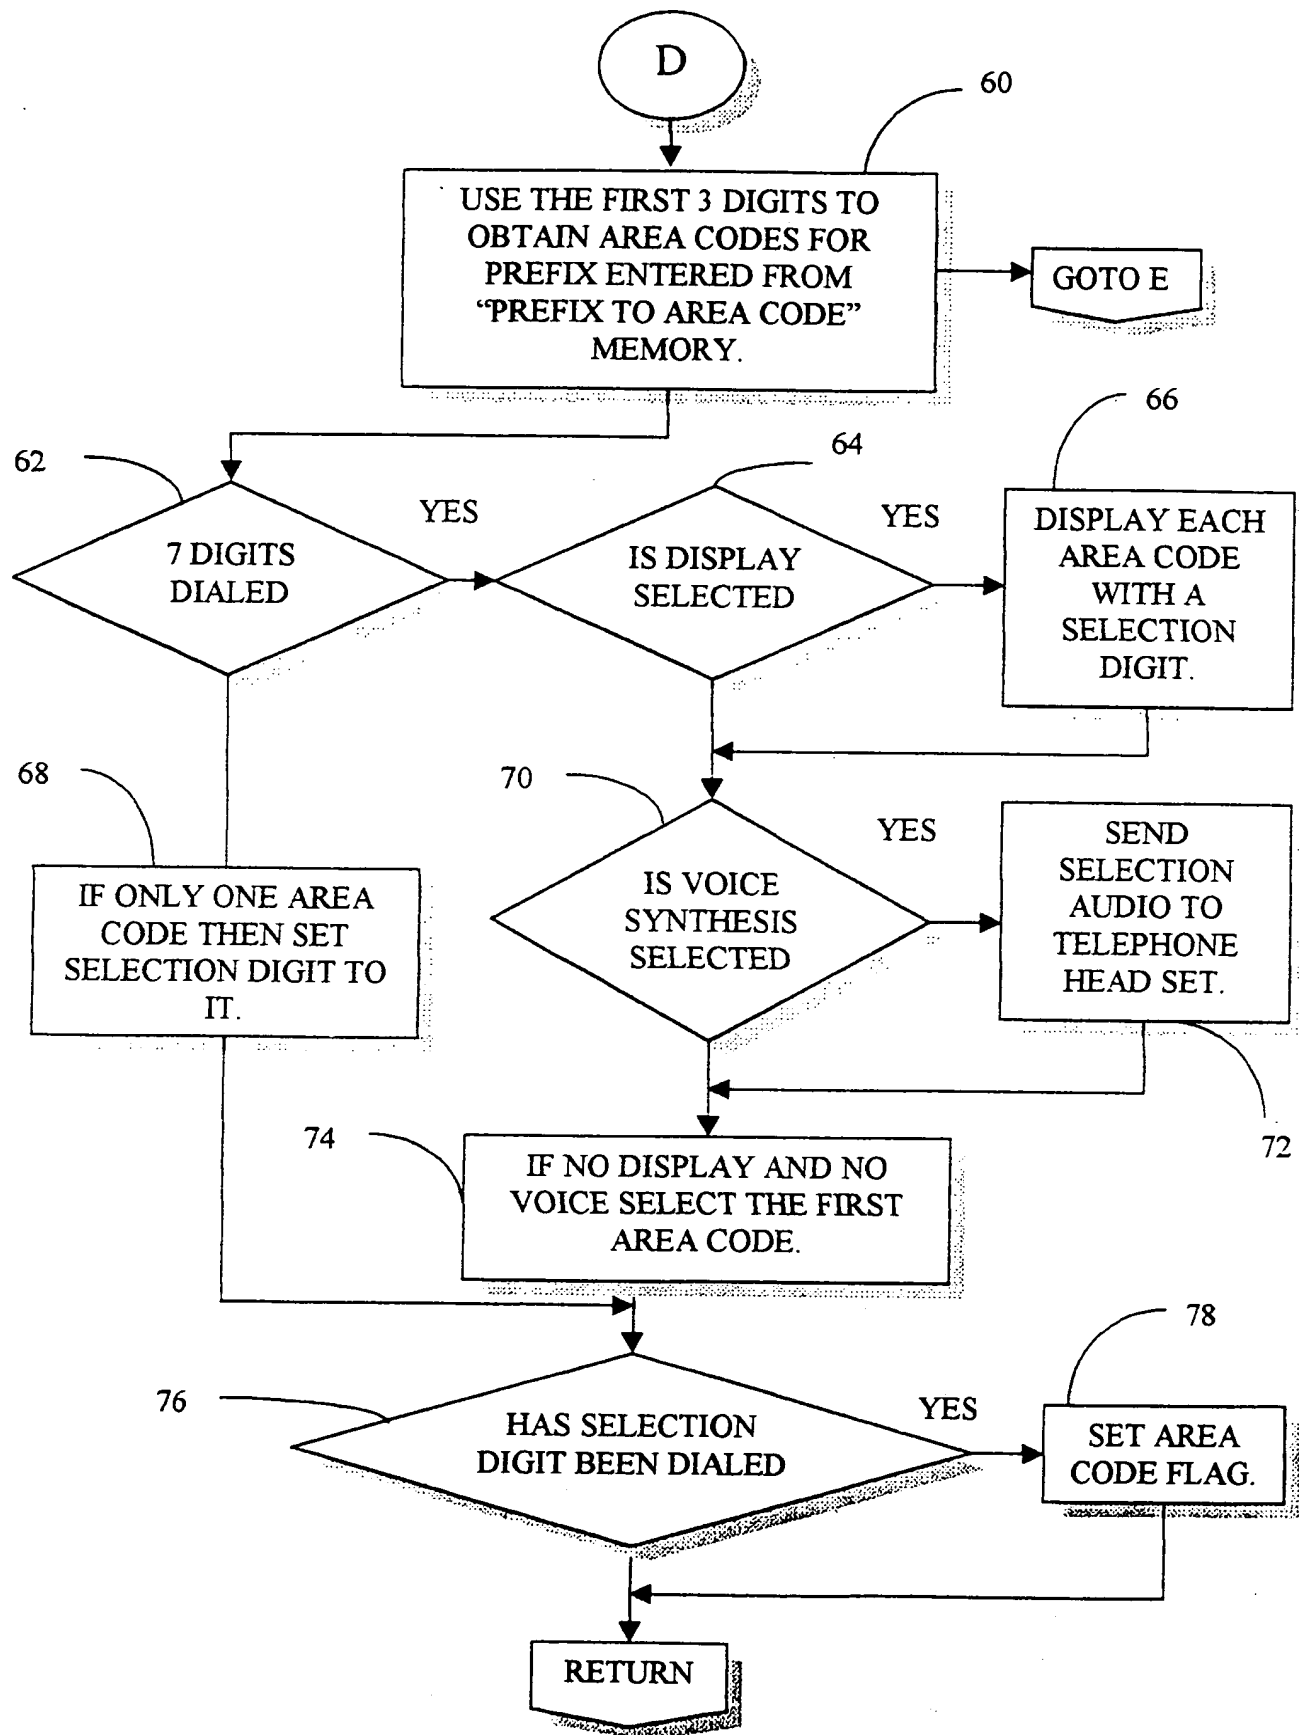 D
60
USE THE FIRST 3 DIGITS TO
OBTAIN AREA CODES FOR
PREFIX ENTERED FROM
“PREFIX TO AREA CODE”
MEMORY.
GOTO E
62
7 DIGITS
DIALED
YES
64
IS DISPLAY
SELECTED
YES
66
DISPLAY EACH
AREA CODE
WITH A
SELECTION
DIGIT.
68
IF ONLY ONE AREA
CODE THEN SET
SELECTION DIGIT TO
IT.
70
IS VOICE
SYNTHESIS
SELECTED
YES
SEND
SELECTION
AUDIO TO
TELEPHONE
HEAD SET.
72
74
IF NO DISPLAY AND NO
VOICE SELECT THE FIRST
AREA CODE.
76
HAS SELECTION
DIGIT BEEN DIALED
YES
78
SET AREA
CODE FLAG.
RETURN